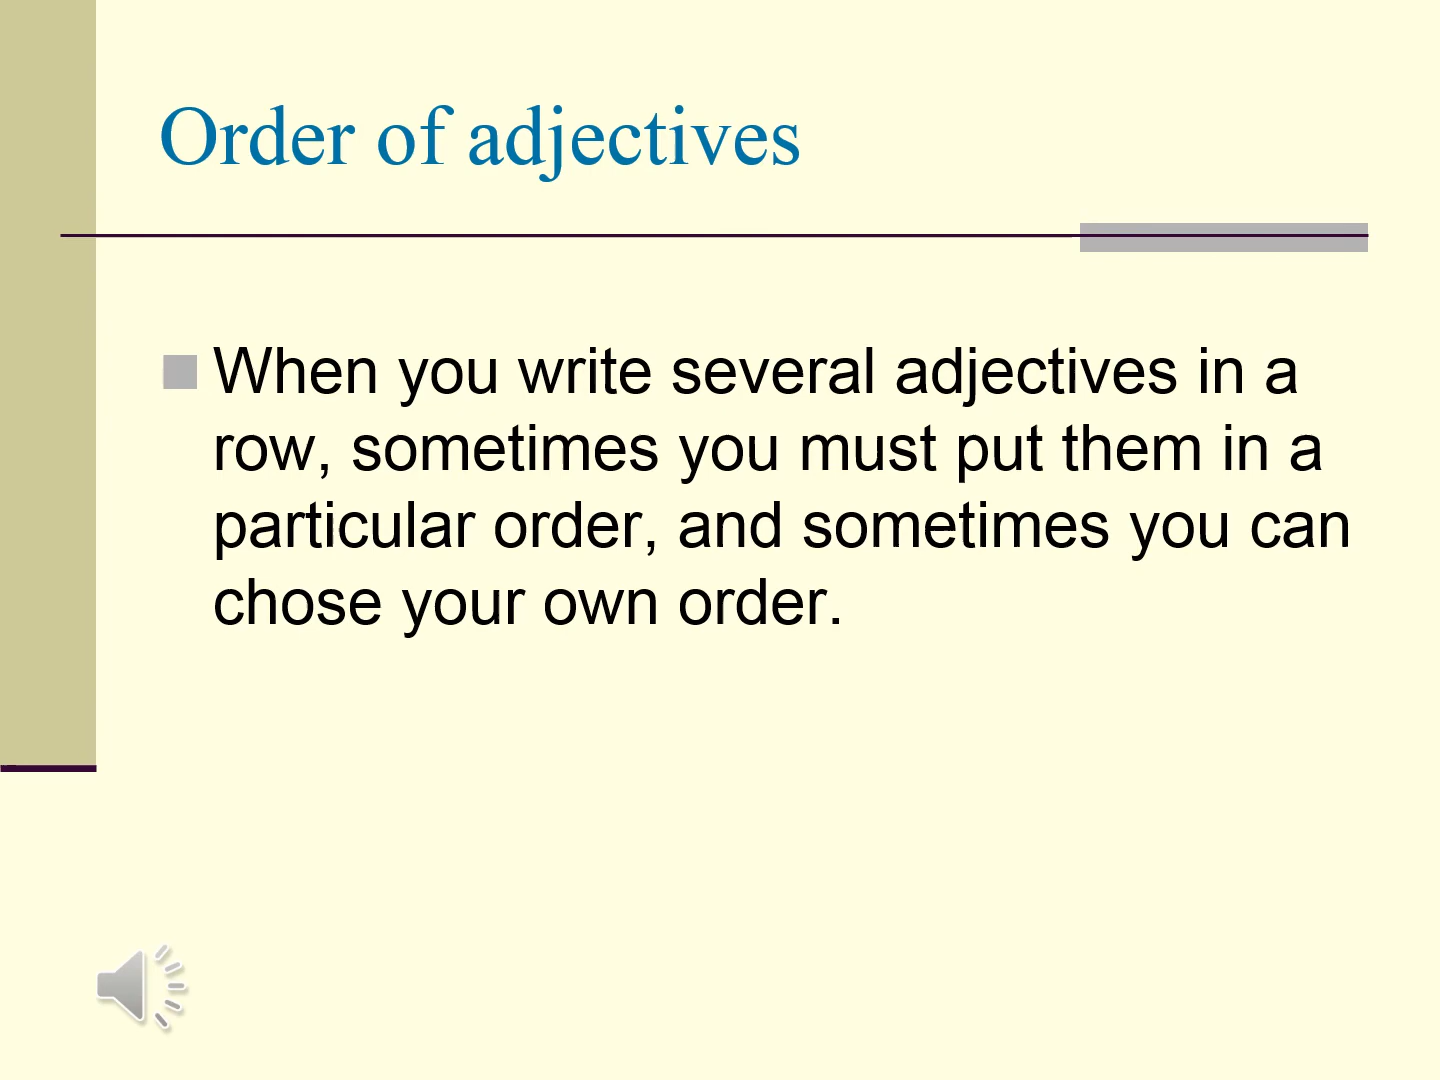 Order of adjectives
When you write several adjectives in a
row, sometimes you must put them in a
particular order, and sometimes you can
chose your own order.